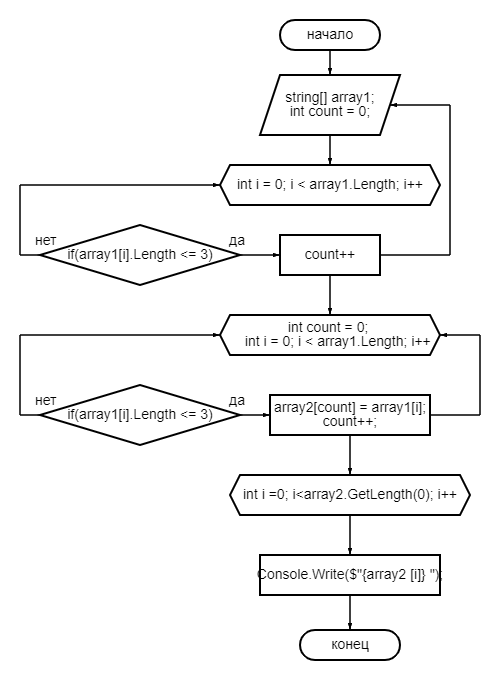 начало
string[] array1;
int count = 0;
int i = 0; i < array1.Length; i++
нет
if(array1[i].Length <= 3)
да
count++
int count = 0;
int i = 0; i < array1.Length; i++
нет
if(array1[i].Length <= 3)
да
array2[count] = array1[i];
count++;
int i =0; i<array2.GetLength(0); i++
Console.Write($"{array2 [i]} ");
конец